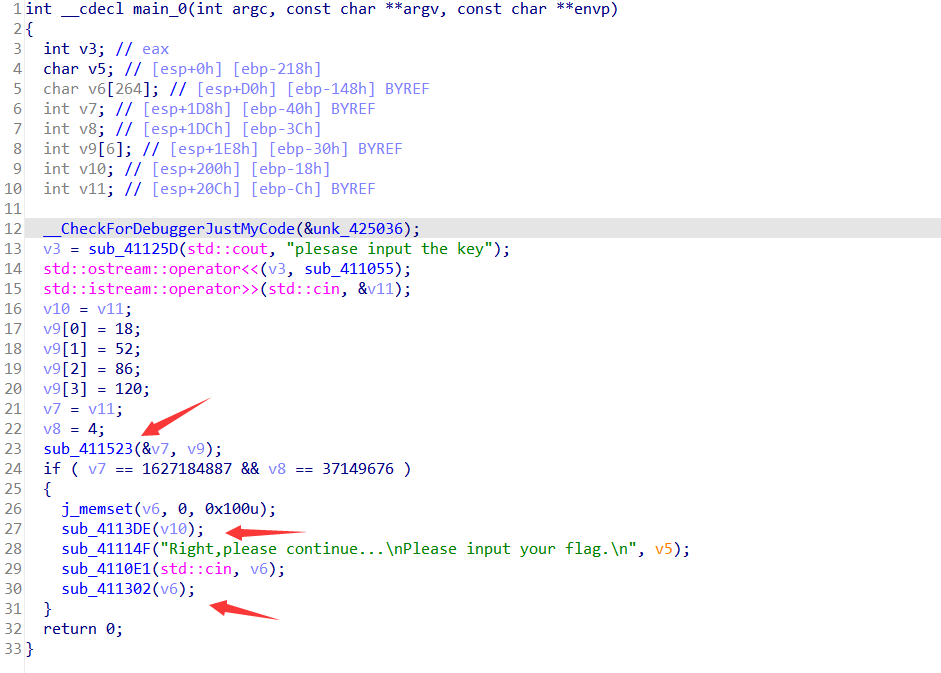 1 int __cdecl main_0(int argc, const char **argv, const char **envp)
2 {
3   int v3; // eax
4   char v5; // [esp+0h] [ebp-218h]
5   char v6[264]; // [esp+D0h] [ebp-148h] BYREF
6   int v7; // [esp+1D8h] [ebp-40h] BYREF
7   int v8; // [esp+1DCh] [ebp-3Ch]
8   int v9[6]; // [esp+1E8h] [ebp-30h] BYREF
9   int v10; // [esp+200h] [ebp-18h]
10   int v11; // [esp+20Ch] [ebp-Ch] BYREF
11
12   __CheckForDebuggerJustMyCode(&unk_425036);
13   v3 = sub_41125D(std::cout, "plesase input the key");
14   std::ostream::operator<<(v3, sub_411055);
15   std::istream::operator>>(std::cin, &v11);
16   v10 = v11;
17   v9[0] = 18;
18   v9[1] = 52;
19   v9[2] = 86;
20   v9[3] = 120;
21   v7 = v11;
22   v8 = 4;
23   sub_411523(&v7, v9);
24   if ( v7 == 1627184887 && v8 == 37149676 )
25   {
26     j_memset(v6, 0, 0x100u);
27     sub_4113DE(v10);
28     sub_41114F("Right,please continue...\nPlease input your flag.\n", v5);
29     sub_4110E1(std::cin, v6);
30     sub_411302(v6);
31   }
32   return 0;
33 }